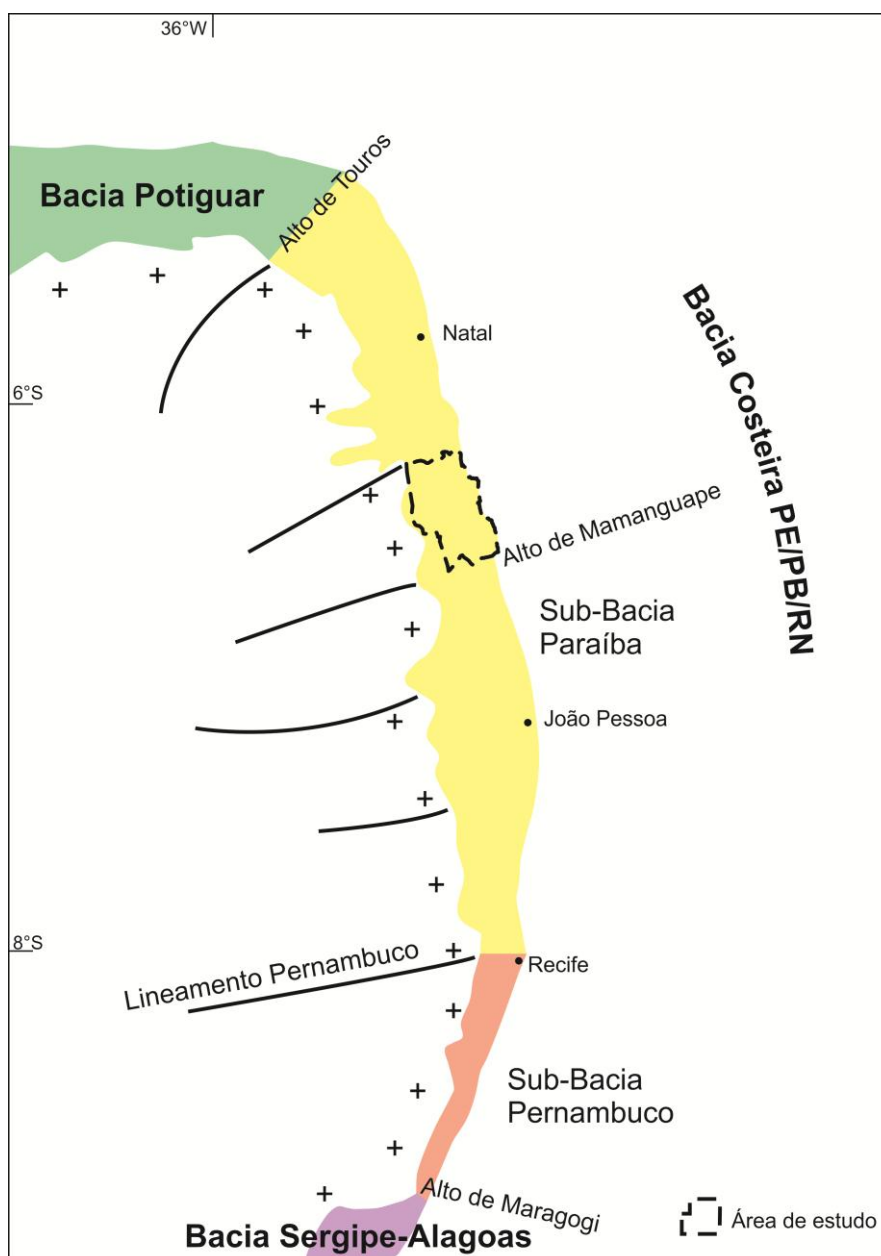 36°W
Alto de Touros
Bacia Potiguar
Natal
Bacia Costeira PE/PB/RN
6°S
Alto de Mamanguape
Sub-Bacia
Paraíba
João Pessoa
8°S
Lineamento Pernambuco
Recife
Sub-Bacia
Pernambuco
Alto de Maragogi
Área de estudo
Bacia Sergipe-Alagoas